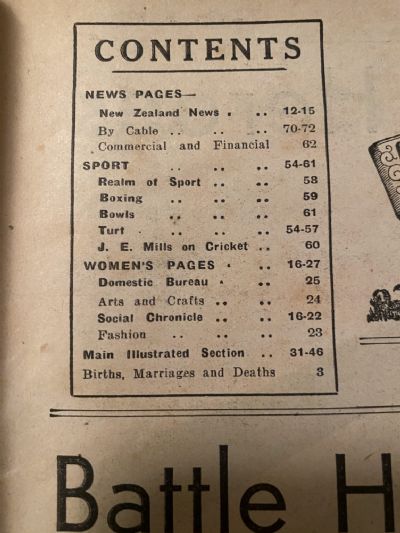 CONTENTS
NEWS PAGES—
New Zealand News . .. 12-15
By Cable .. .. .. 70-72
Commercial and Financial 62
SPORT .. .. .. 54-61
Realm of Sport .. .. 58
Boxing .. .. .. 59
Bowls .. .. .. 61
Turf . .. .. 54-57
J. E. Mills on Cricket .. 60
WOMEN'S PAGES . .. 16-27
Domestic Bureau . .. 25
Arts and Crafts .. .. 24
Social Chronicle .. .. 16-22
Fashion .. .. .. 23
Main Illustrated Section .. 31-46
Births, Marriages and Deaths 3
Battle H